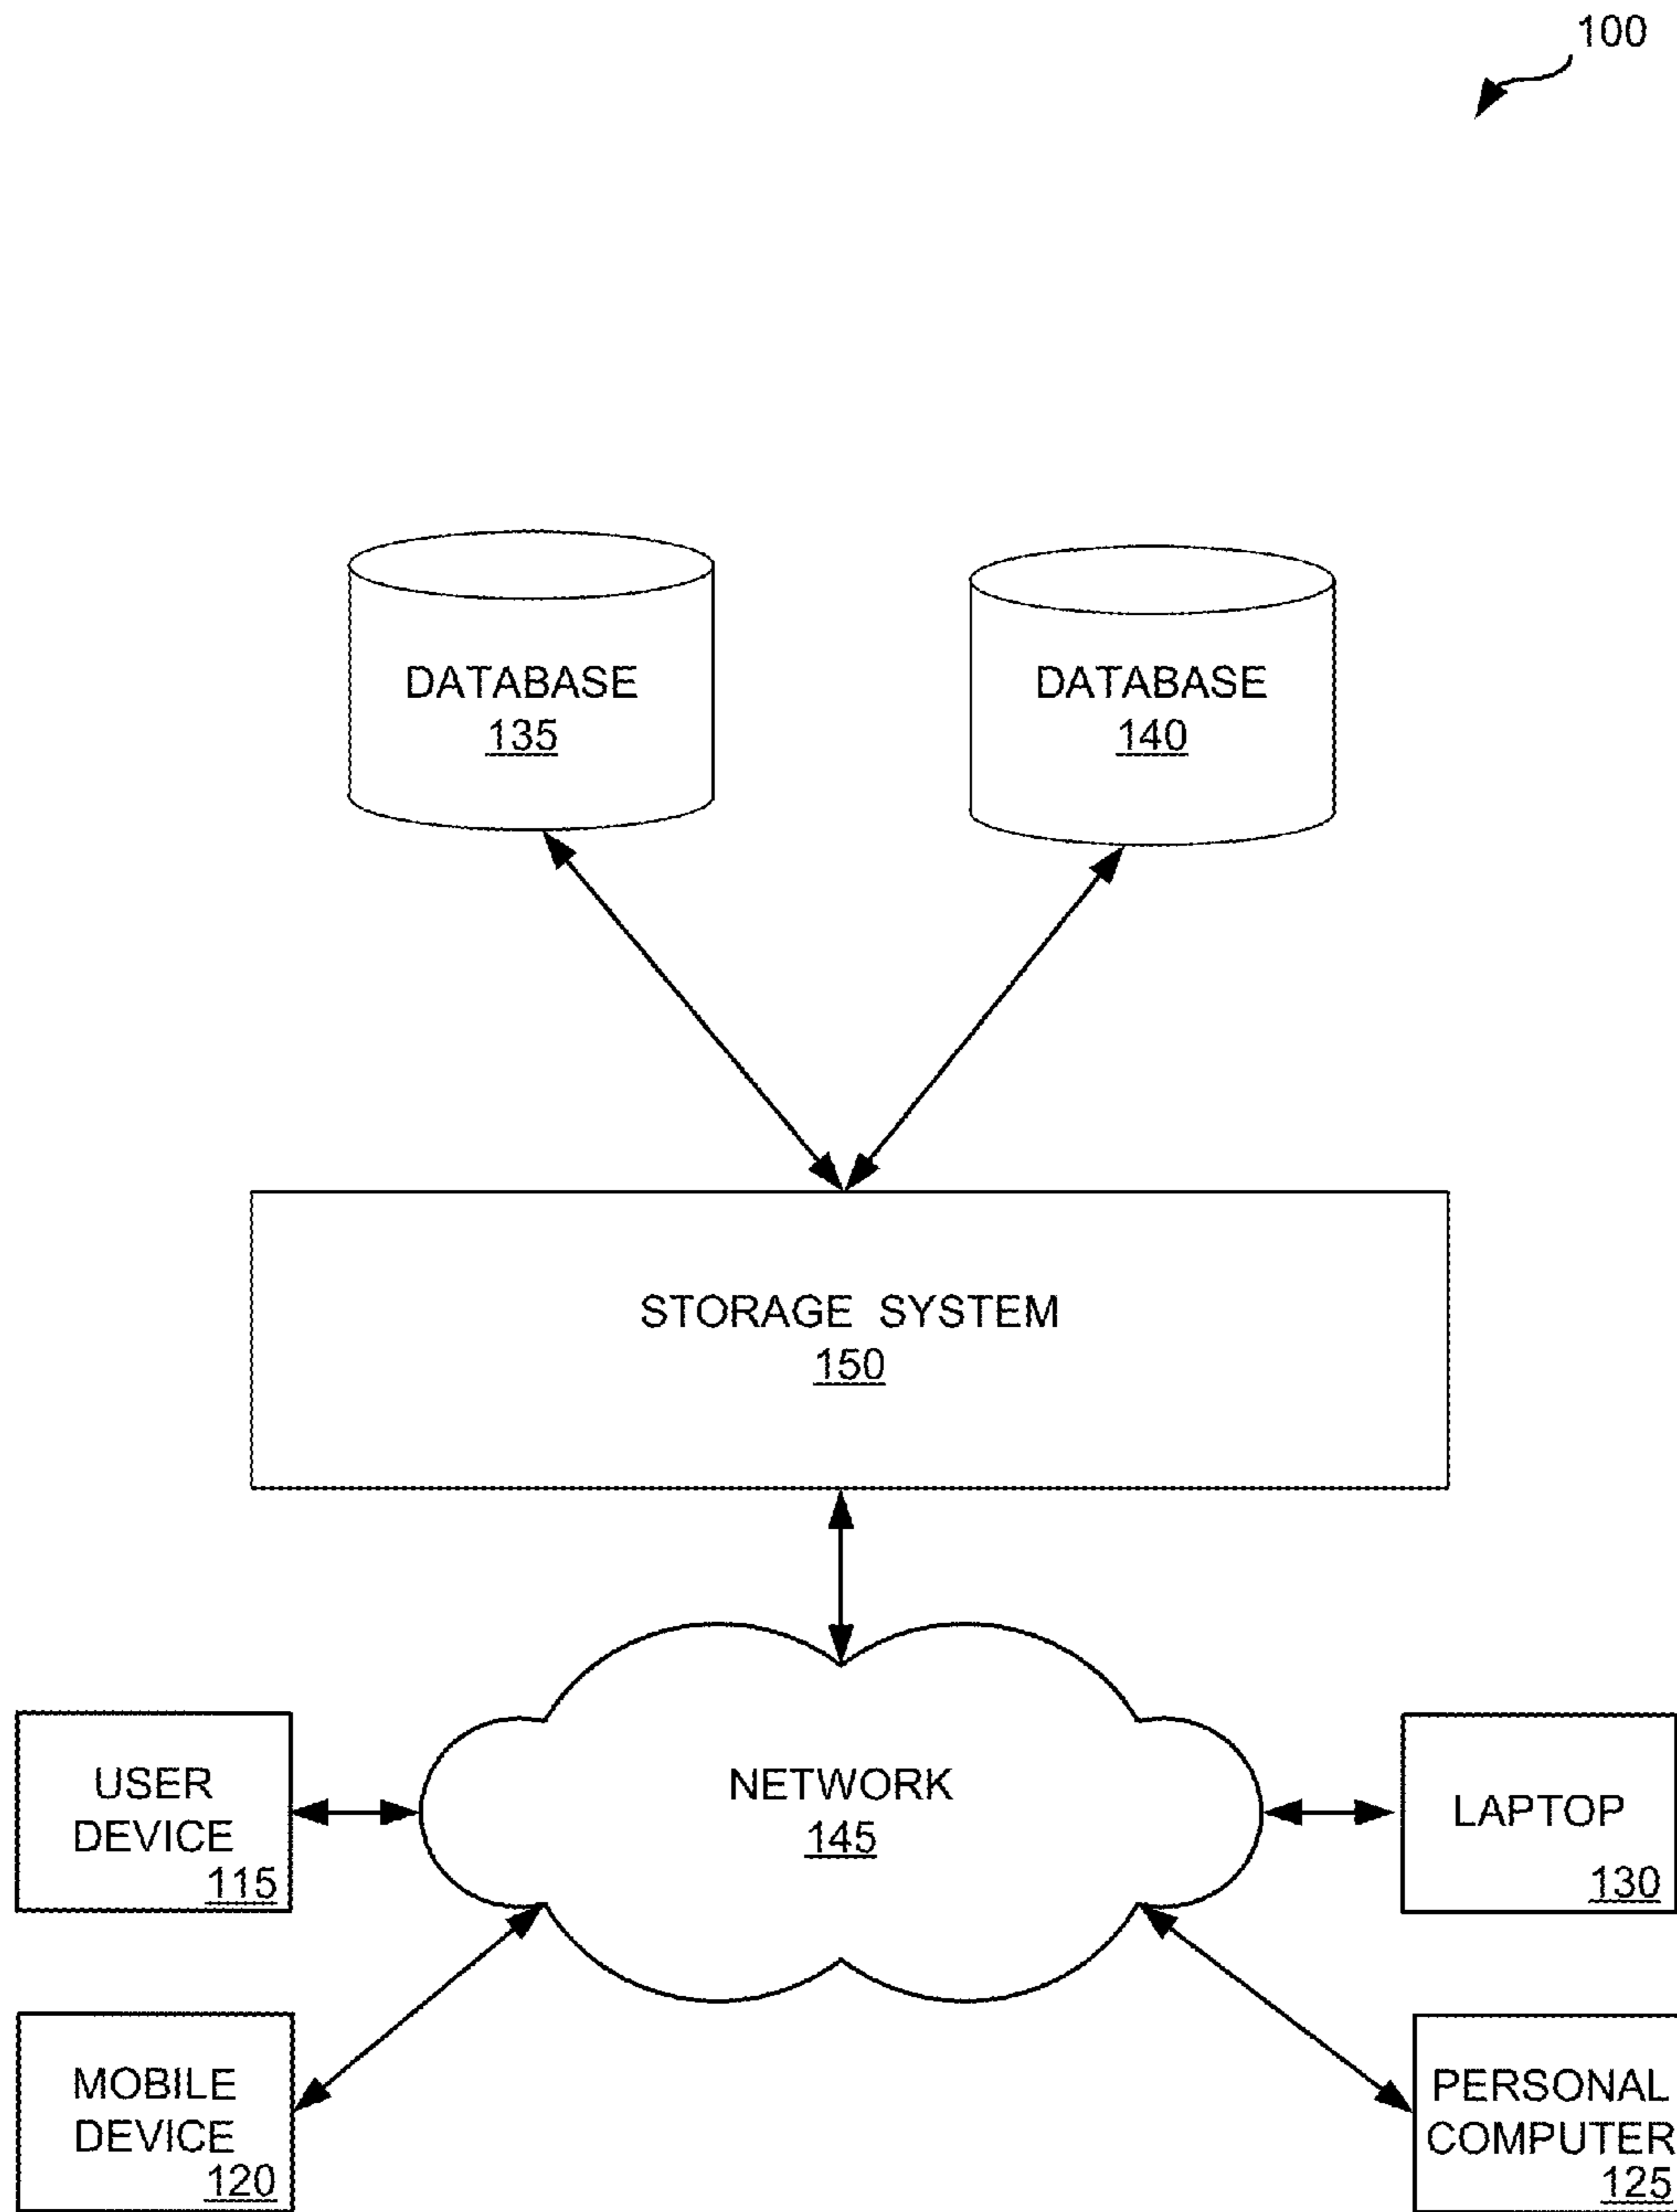 100
DATABASE
135
DATABASE
140
STORAGE SYSTEM
150
USER
DEVICE
115
NETWORK
145
LAPTOP
130
MOBILE
DEVICE
120
PERSONAL
COMPUTER
125